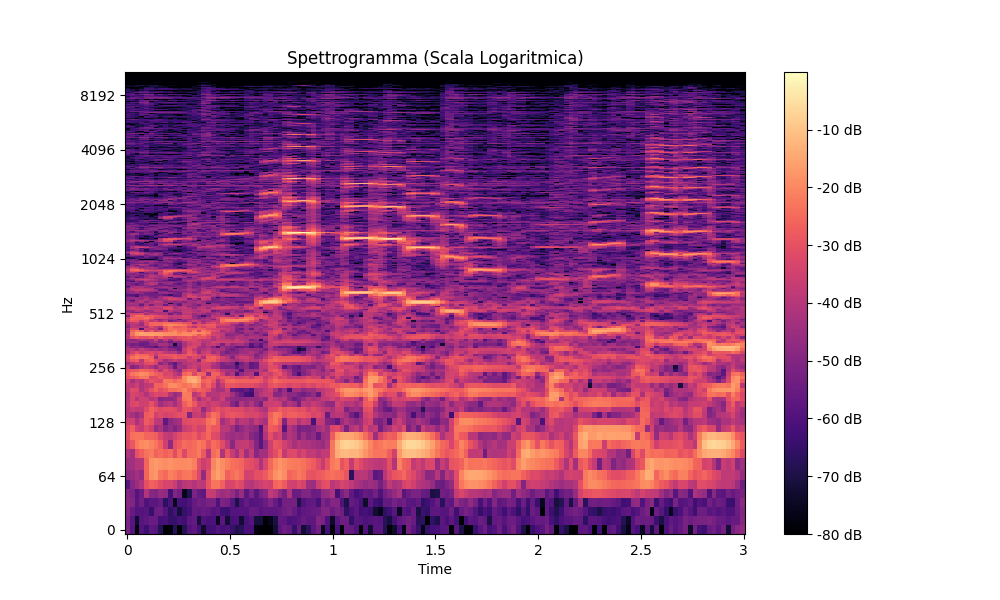 Spettrogramma (Scala Logaritmica)
8192
4096
2048
1024
512
256
128
64
0
Hz
0 0.5 1 1.5 2 2.5 3
Time
-10 dB
-20 dB
-30 dB
-40 dB
-50 dB
-60 dB
-70 dB
-80 dB